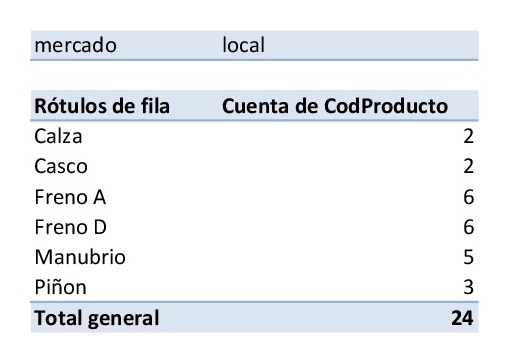 mercado local
Rótulos de fila Cuenta de CodProducto
Calza 2
Casco 2
Freno A 6
Freno D 6
Manubrio 5
Piñon 3
Total general 24